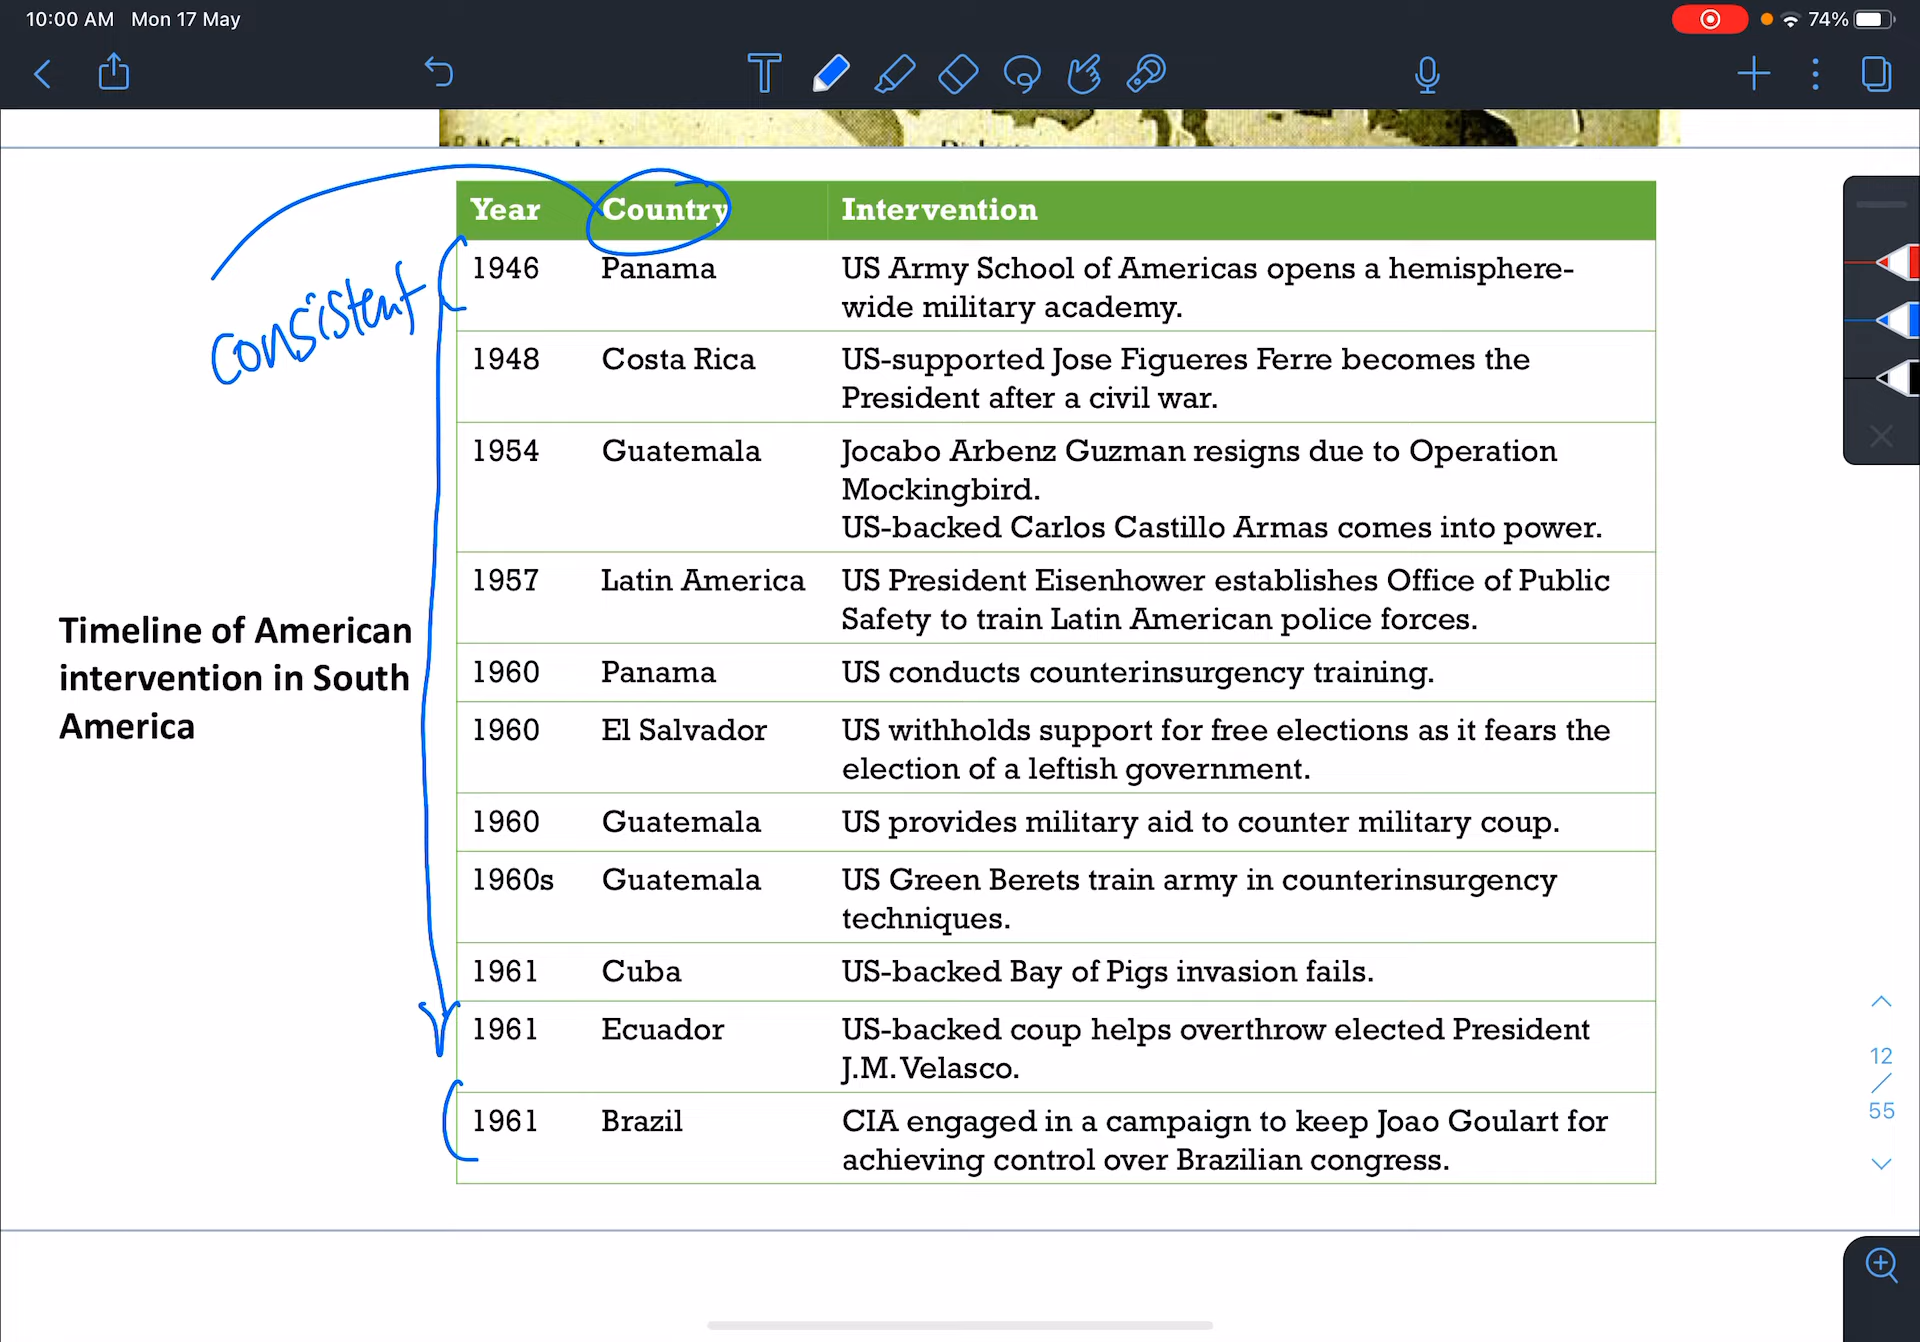 10:00 AM Mon 17 May
74%
Year Country Intervention
consistent
1946 Panama US Army School of Americas opens a hemisphere-
wide military academy.
1948 Costa Rica US-supported Jose Figueres Ferre becomes the
President after a civil war.
1954 Guatemala Jocabo Arbenz Guzman resigns due to Operation
Mockingbird.
US-backed Carlos Castillo Armas comes into power.
1957 Latin America US President Eisenhower establishes Office of Public
Safety to train Latin American police forces.
Timeline of American
intervention in South
America
1960 Panama US conducts counterinsurgency training.
1960 El Salvador US withholds support for free elections as it fears the
election of a leftish government.
1960 Guatemala US provides military aid to counter military coup.
1960s Guatemala US Green Berets train army in counterinsurgency
techniques.
1961 Cuba US-backed Bay of Pigs invasion fails.
1961 Ecuador US-backed coup helps overthrow elected President
J.M. Velasco.
1961 Brazil CIA engaged in a campaign to keep Joao Goulart for
achieving control over Brazilian congress.
12
/
55